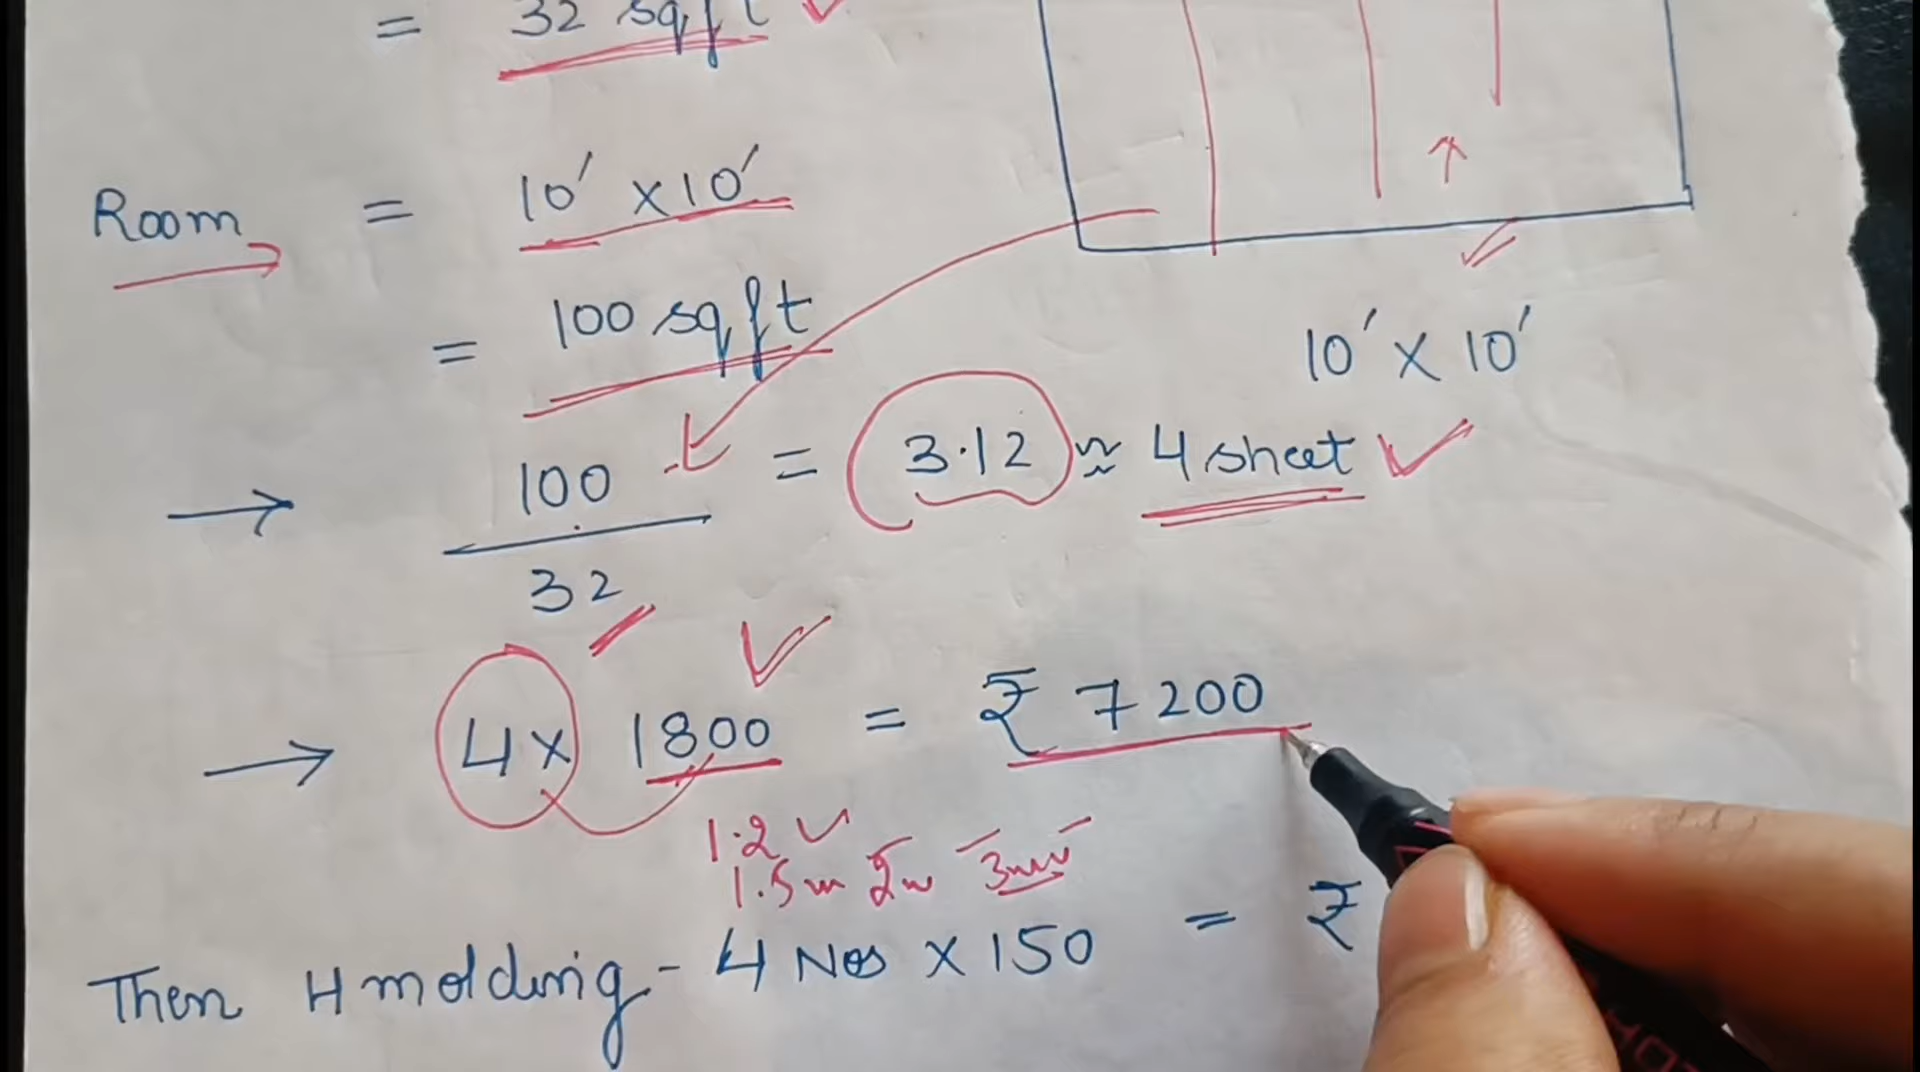 = 32 sqft ✓
Room = 10' x 10'
= 100 sqft
10' x 10'
→ 100 / 32 = 3.12 ≈ 4 sheet ✓
→ 4 x 1800 = ₹ 7200
1.2 ✓
1.5m 2m 3mm
Then H molding - 4 Nos x 150 = ₹